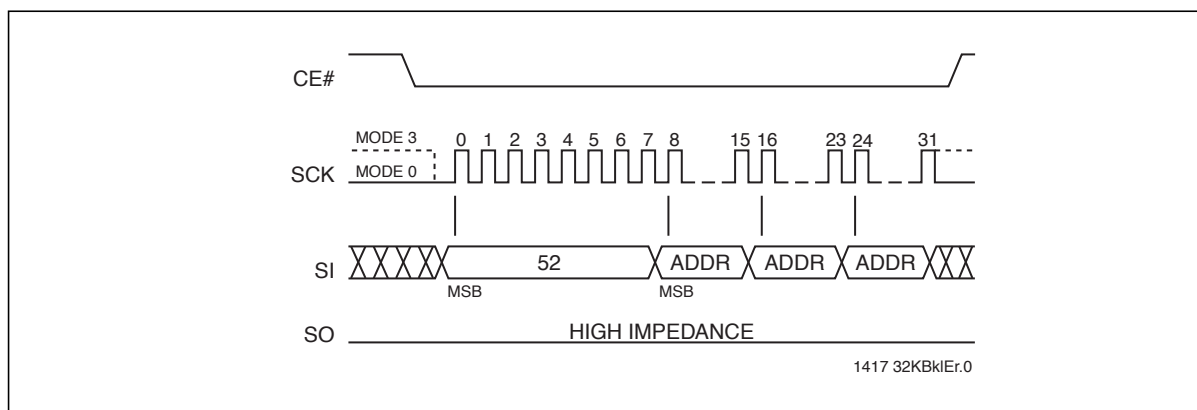 CE#
MODE 3
0 1 2 3 4 5 6 7 8 15 16 23 24 31
SCK
MODE 0
SI
52 ADDR ADDR ADDR
MSB MSB
SO
HIGH IMPEDANCE
1417 32KBklEr.0